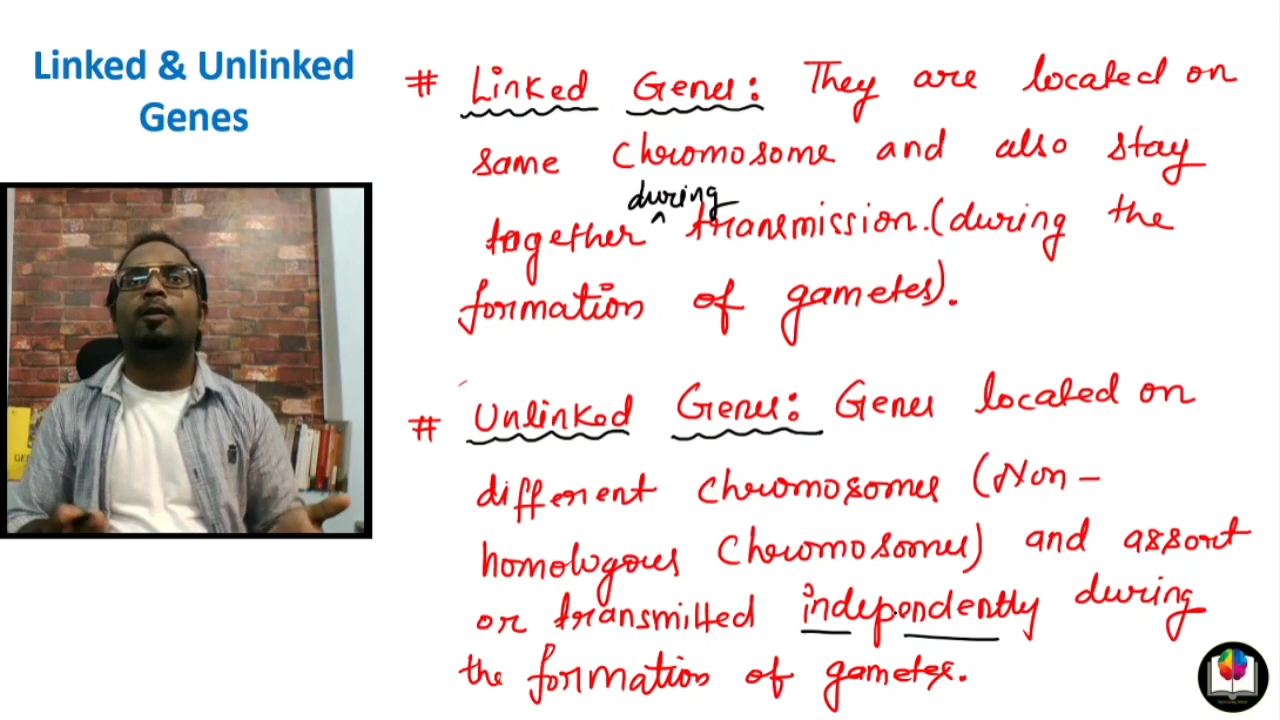 Linked & Unlinked
Genes
# Linked Genes: They are located on
same chromosome and also stay
together during transmission. (during the
formation of gametes).
# Unlinked Genes: Genes located on
different chromosomes (Non-
homologous chromosomes) and assort
or transmitted independently during
the formation of gametes.